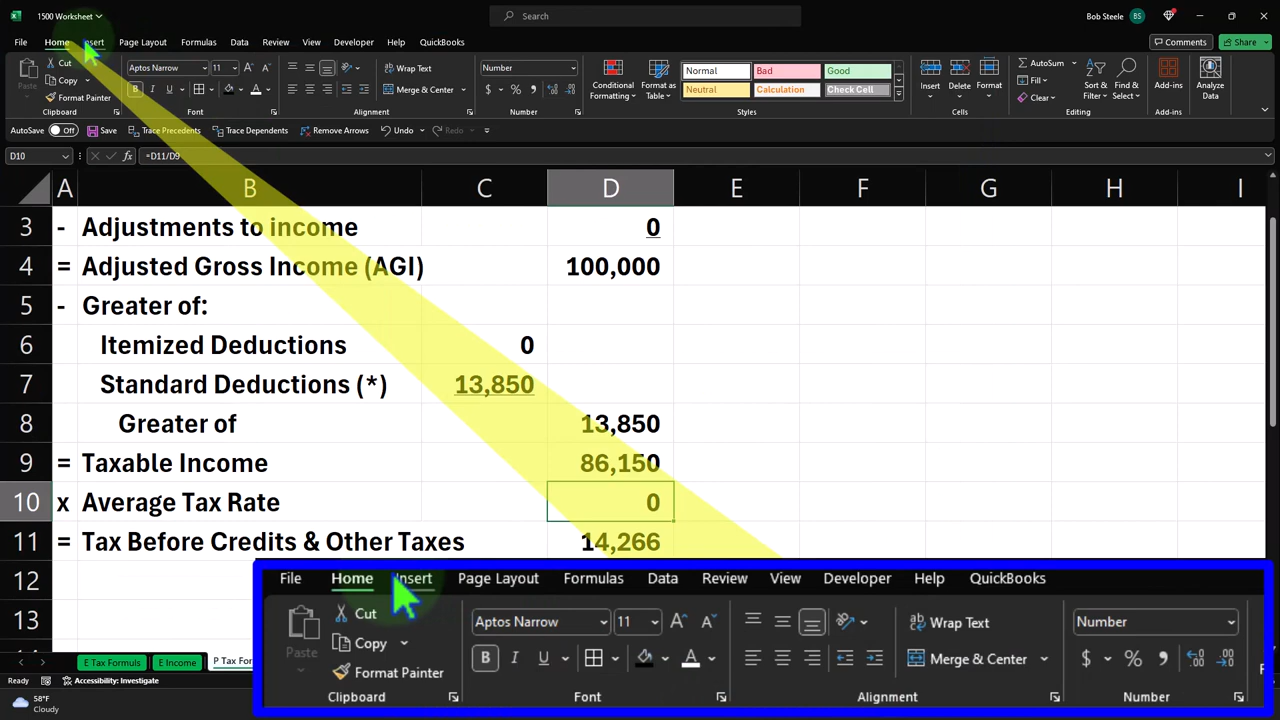 1500 Worksheet
Search
Bob Steele BS
File Home Insert Page Layout Formulas Data Review View Developer Help QuickBooks
Comments Share
Paste Cut Copy Format Painter Clipboard
Aptos Narrow 11 B I U A Font
Wrap Text Merge & Center Alignment
Number $ % , Number
Conditional Formatting Format as Table
Normal Bad Good
Neutral Calculation Check Cell
Styles
Insert Delete Format Cells
AutoSum Fill Clear Sort & Filter Find & Select Editing
Add-ins Add-ins
Analyze Data
AutoSave Off Save Trace Precedents Trace Dependents Remove Arrows Undo Redo
D10 fx =D11/D9
A B C D E F G H I
3 - Adjustments to income 0
4 = Adjusted Gross Income (AGI) 100,000
5 - Greater of:
6 Itemized Deductions 0
7 Standard Deductions (*) 13,850
8 Greater of 13,850
9 = Taxable Income 86,150
10 x Average Tax Rate 0
11 = Tax Before Credits & Other Taxes 14,266
12
13
File Home Insert Page Layout Formulas Data Review View Developer Help QuickBooks
Paste Cut Copy Format Painter Clipboard
Aptos Narrow 11 B I U A Font
Wrap Text Merge & Center Alignment
Number $ % , Number
E Tax Formuls E Income P Tax For
Ready Accessibility: Investigate
58°F
Cloudy